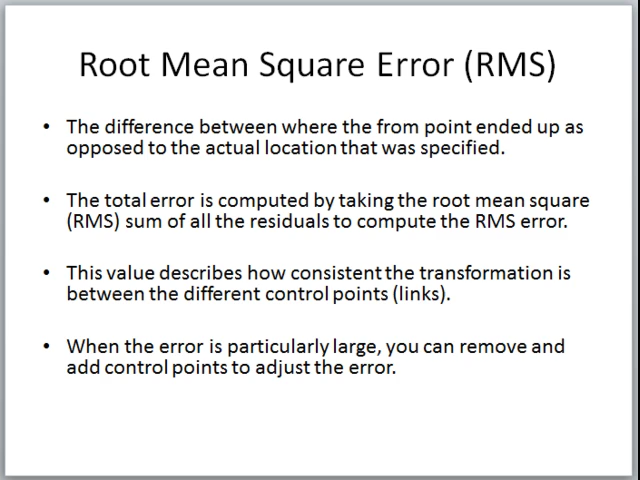 Root Mean Square Error (RMS)
• The difference between where the from point ended up as
opposed to the actual location that was specified.
• The total error is computed by taking the root mean square
(RMS) sum of all the residuals to compute the RMS error.
• This value describes how consistent the transformation is
between the different control points (links).
• When the error is particularly large, you can remove and
add control points to adjust the error.